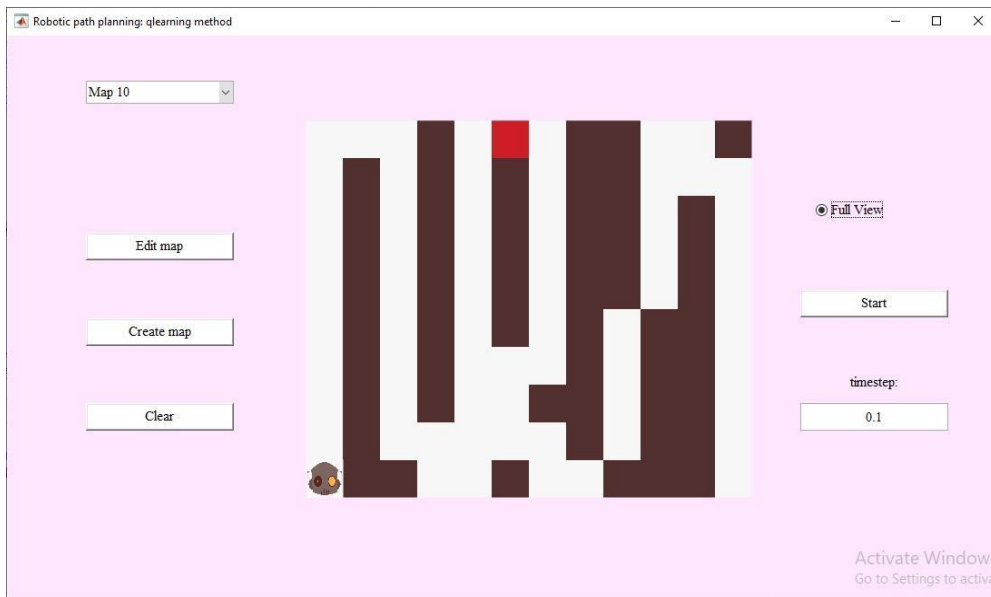 Robotic path planning: qlearning method
Map 10
Full View
Edit map
Start
Create map
timestep:
Clear
0.1
Activate Window
Go to Settings to activa